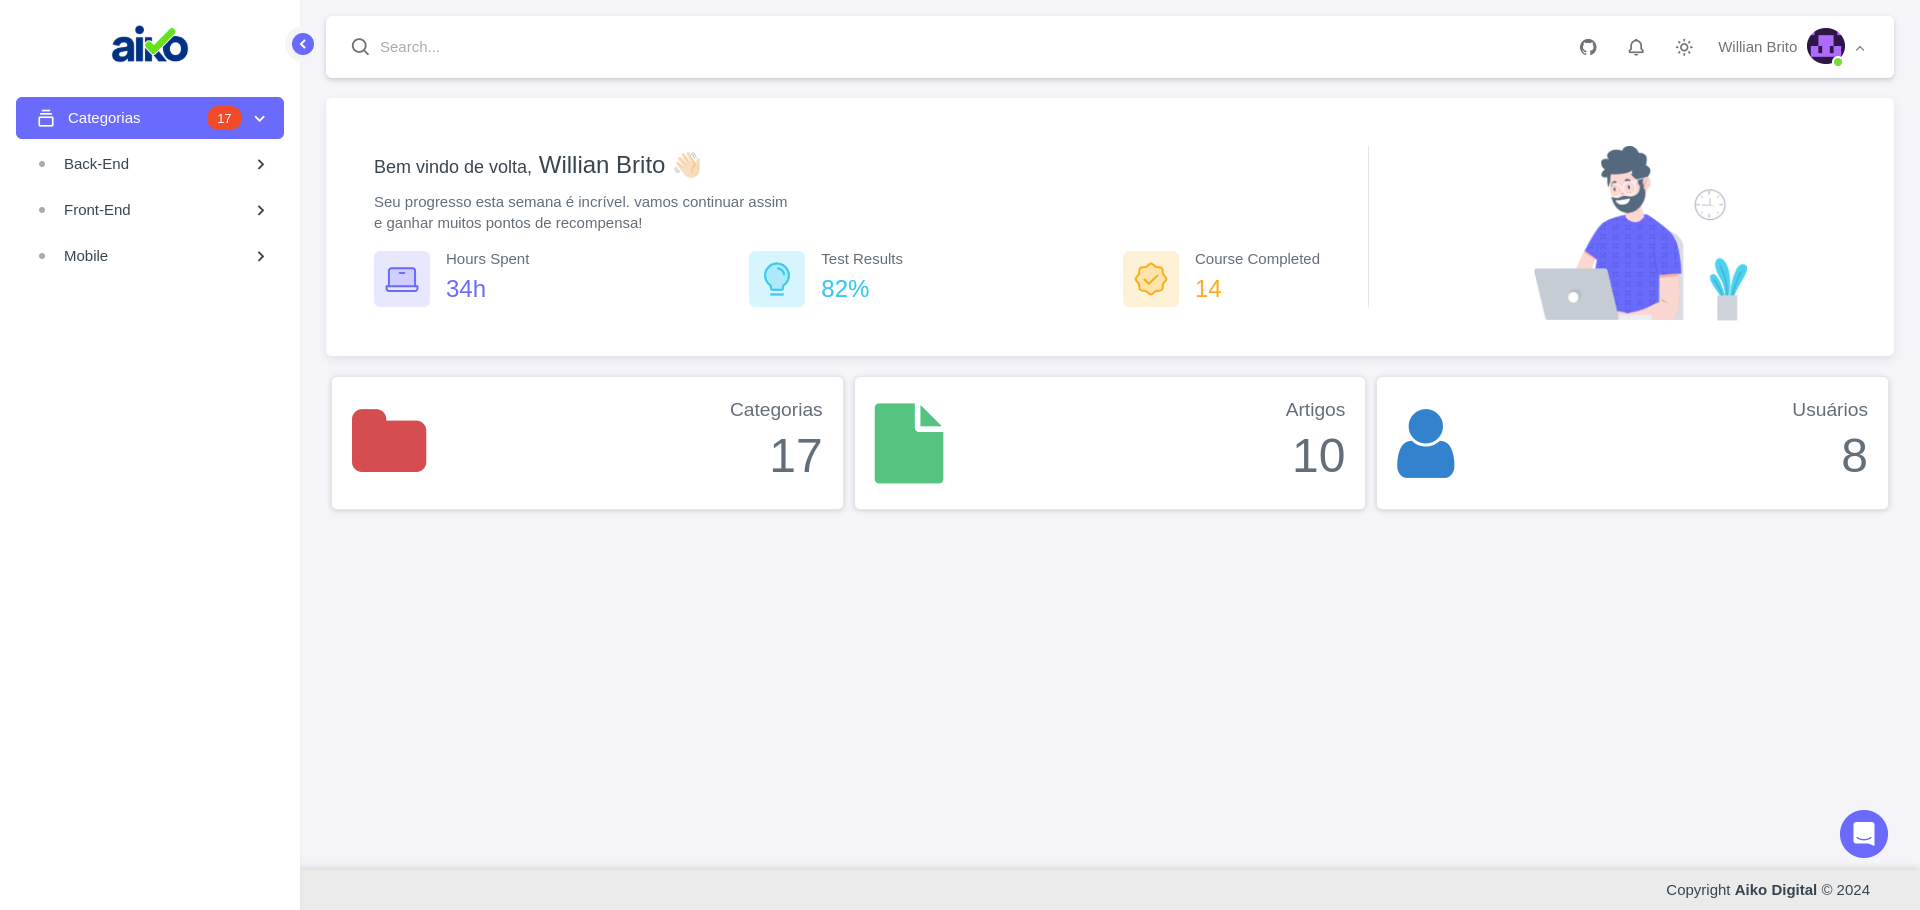 aiko
Categorias 17
Back-End
Front-End
Mobile
Search...
Willian Brito
Bem vindo de volta, Willian Brito 👋🏻
Seu progresso esta semana é incrível. vamos continuar assim
e ganhar muitos pontos de recompensa!
Hours Spent
34h
Test Results
82%
Course Completed
14
Categorias
17
Artigos
10
Usuários
8
Copyright Aiko Digital © 2024